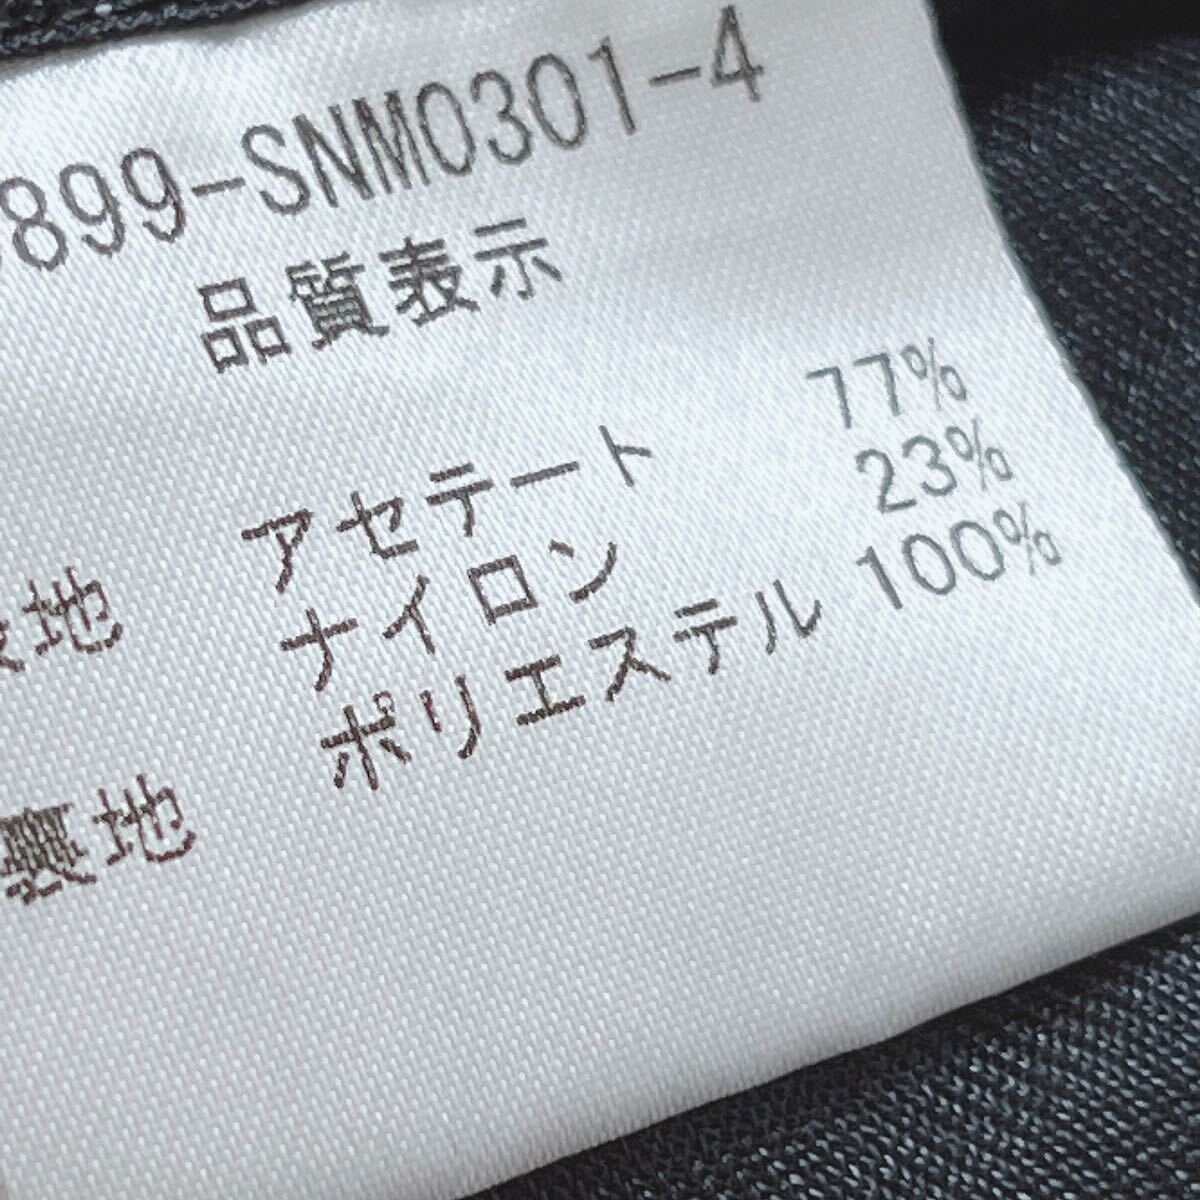 899-SNM0301-4
品質表示
表地 アセテート 77%
ナイロン 23%
裏地 ポリエステル 100%